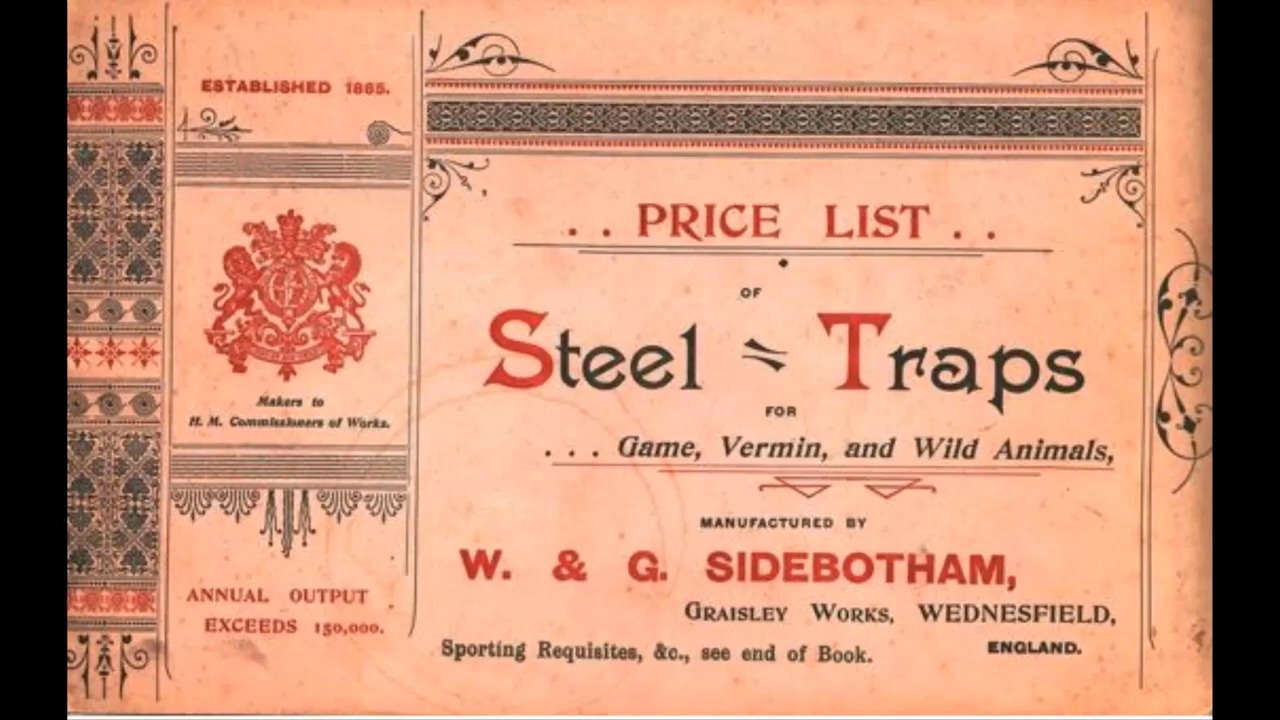 ESTABLISHED 1865.
Makers to
H. M. Commissioners of Works.
ANNUAL OUTPUT
EXCEEDS 150,000.
. . PRICE LIST . .
OF
Steel = Traps
FOR
. . . Game, Vermin, and Wild Animals,
MANUFACTURED BY
W. & G. SIDEBOTHAM,
GRAISLEY WORKS, WEDNESFIELD,
ENGLAND.
Sporting Requisites, &c., see end of Book.